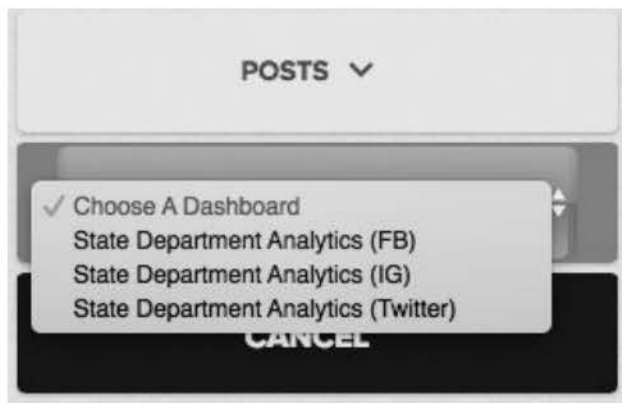 POSTS
Choose A Dashboard
State Department Analytics (FB)
State Department Analytics (IG)
State Department Analytics (Twitter)
CANCEL